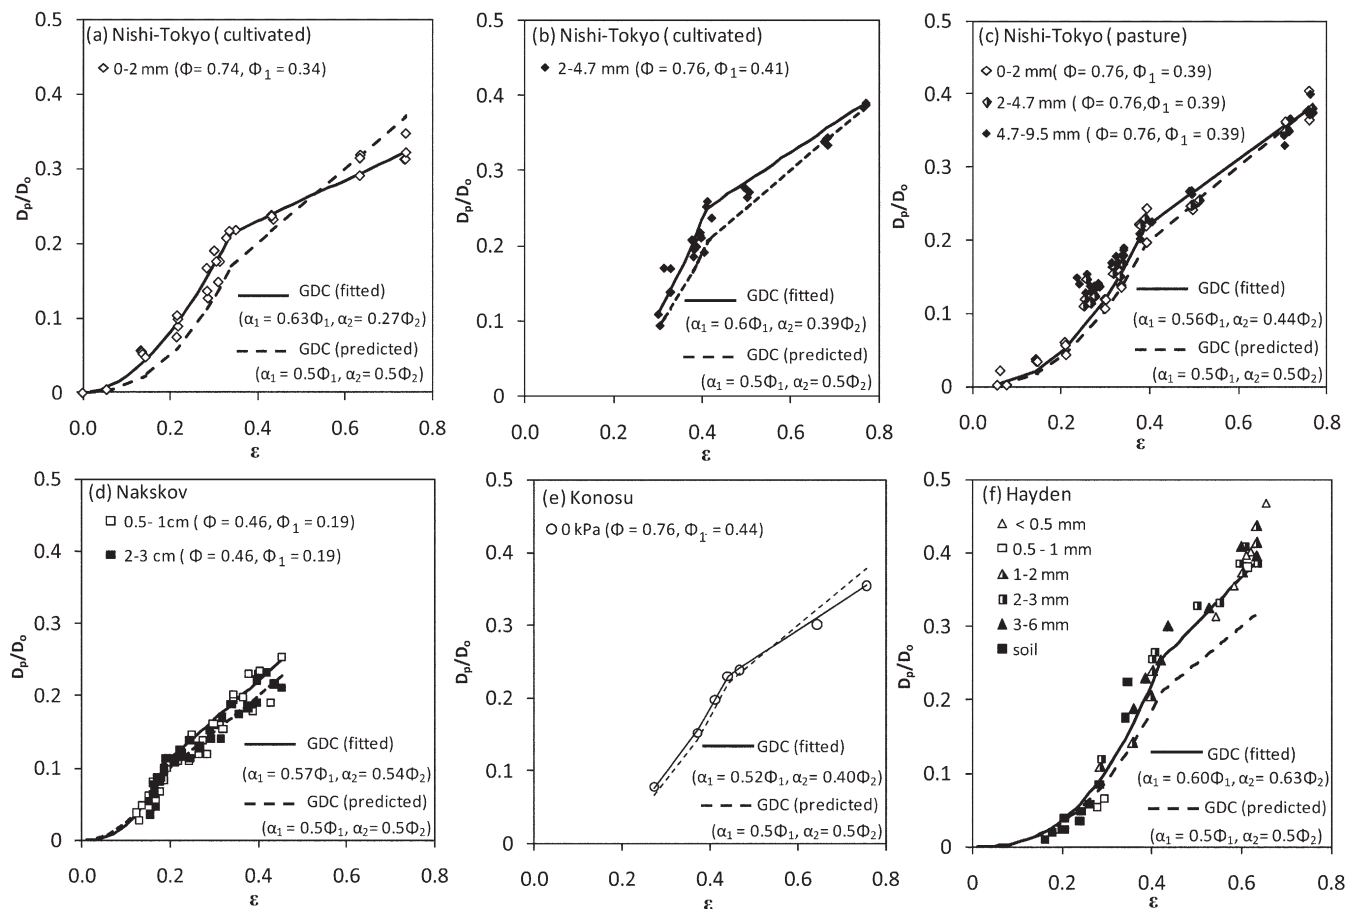 (a) Nishi-Tokyo ( cultivated)
0-2 mm (Φ= 0.74, Φ1 = 0.34)
GDC (fitted)
(α1 = 0.63Φ1, α2= 0.27Φ2)
GDC (predicted)
(α1 = 0.5Φ1, α2= 0.5Φ2)
0.5
0.4
0.3
0.2
0.1
0
Dp/Do
0.0
0.2
0.4
0.6
0.8
ε
(b) Nishi-Tokyo (cultivated)
2-4.7 mm (Φ = 0.76, Φ1= 0.41)
GDC (fitted)
(α1 = 0.6Φ1, α2= 0.39Φ2)
GDC (predicted)
(α1 = 0.5Φ1, α2= 0.5Φ2)
0.5
0.4
0.3
0.2
0.1
0
0.0
0.2
0.4
0.6
0.8
ε
(c) Nishi-Tokyo ( pasture)
0-2 mm( Φ= 0.76, Φ1 = 0.39)
2-4.7 mm ( Φ= 0.76,Φ1 = 0.39)
4.7-9.5 mm ( Φ= 0.76, Φ1 = 0.39)
GDC (fitted)
(α1 = 0.56Φ1, α2= 0.44Φ2)
GDC (predicted)
(α1 = 0.5Φ1, α2= 0.5Φ2)
0.5
0.4
0.3
0.2
0.1
0
Dp/Do
0.0
0.2
0.4
0.6
0.8
ε
(d) Nakskov
0.5- 1cm ( Φ = 0.46, Φ1 = 0.19)
2-3 cm ( Φ = 0.46, Φ1 = 0.19)
GDC (fitted)
(α1 = 0.57Φ1, α2= 0.54Φ2)
GDC (predicted)
(α1 = 0.5Φ1, α2= 0.5Φ2)
0.5
0.4
0.3
0.2
0.1
0
Dp/Do
0.0
0.2
0.4
0.6
0.8
ε
(e) Konosu
0 kPa (Φ = 0.76, Φ1 = 0.44)
GDC (fitted)
(α1 = 0.52Φ1, α2= 0.40Φ2)
GDC (predicted)
(α1 = 0.5Φ1, α2= 0.5Φ2)
0.5
0.4
0.3
0.2
0.1
0
Dp/Do
0.0
0.2
0.4
0.6
0.8
ε
(f) Hayden
< 0.5 mm
0.5 - 1 mm
1-2 mm
2-3 mm
3-6 mm
soil
GDC (fitted)
(α1 = 0.60Φ1, α2= 0.63Φ2)
GDC (predicted)
(α1 = 0.5Φ1, α2= 0.5Φ2)
0.5
0.4
0.3
0.2
0.1
0
Dp/Do
0
0.2
0.4
0.6
0.8
ε